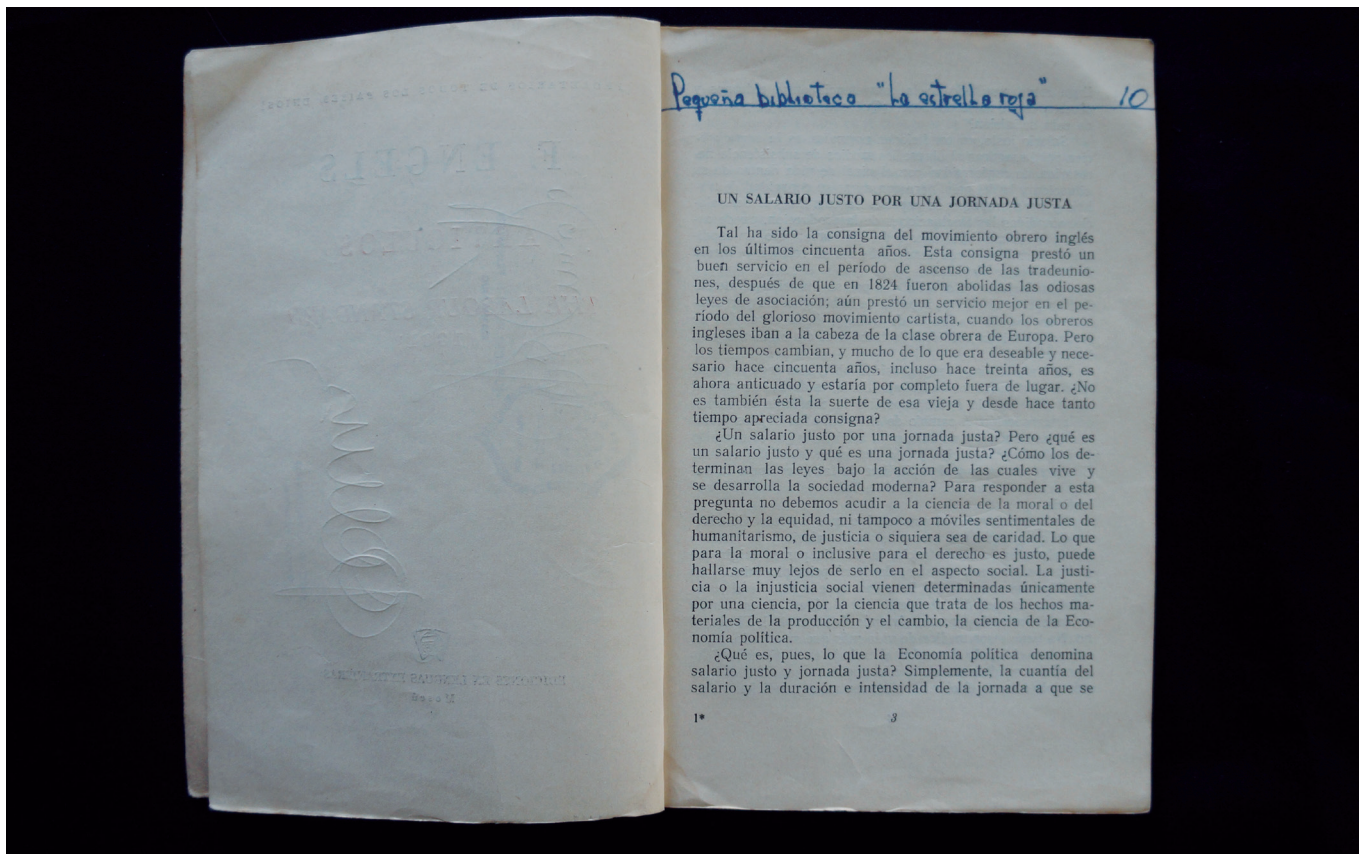 F. ENGELS
EDICIONES EN LENGUAS EXTRANJERAS
Moscú
Pequeña biblioteca "La estrella roja" 10
UN SALARIO JUSTO POR UNA JORNADA JUSTA
Tal ha sido la consigna del movimiento obrero inglés
en los últimos cincuenta años. Esta consigna prestó un
buen servicio en el período de ascenso de las tradeunio-
nes, después de que en 1824 fueron abolidas las odiosas
leyes de asociación; aún prestó un servicio mejor en el pe-
ríodo del glorioso movimiento cartista, cuando los obreros
ingleses iban a la cabeza de la clase obrera de Europa. Pero
los tiempos cambian, y mucho de lo que era deseable y nece-
sario hace cincuenta años, incluso hace treinta años, es
ahora anticuado y estaría por completo fuera de lugar. ¿No
es también ésta la suerte de esa vieja y desde hace tanto
tiempo apreciada consigna?
¿Un salario justo por una jornada justa? Pero ¿qué es
un salario justo y qué es una jornada justa? ¿Cómo los de-
terminan las leyes bajo la acción de las cuales vive y
se desarrolla la sociedad moderna? Para responder a esta
pregunta no debemos acudir a la ciencia de la moral o del
derecho y la equidad, ni tampoco a móviles sentimentales de
humanitarismo, de justicia o siquiera sea de caridad. Lo que
para la moral o inclusive para el derecho es justo, puede
hallarse muy lejos de serlo en el aspecto social. La justi-
cia o la injusticia social vienen determinadas únicamente
por una ciencia, por la ciencia que trata de los hechos ma-
teriales de la producción y el cambio, la ciencia de la Eco-
nomía política.
¿Qué es, pues, lo que la Economía política denomina
salario justo y jornada justa? Simplemente, la cuantía del
salario y la duración e intensidad de la jornada a que se
1* 3